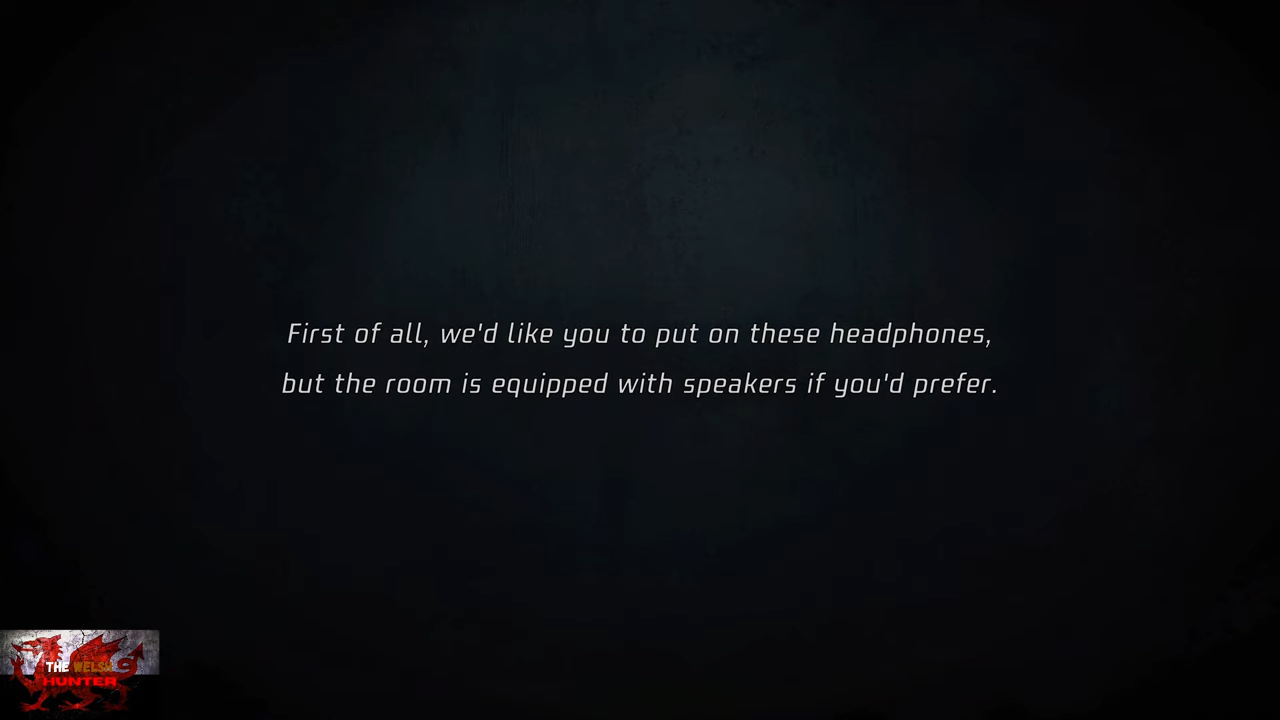 First of all, we'd like you to put on these headphones,
but the room is equipped with speakers if you'd prefer.
THE WELSH
HUNTER